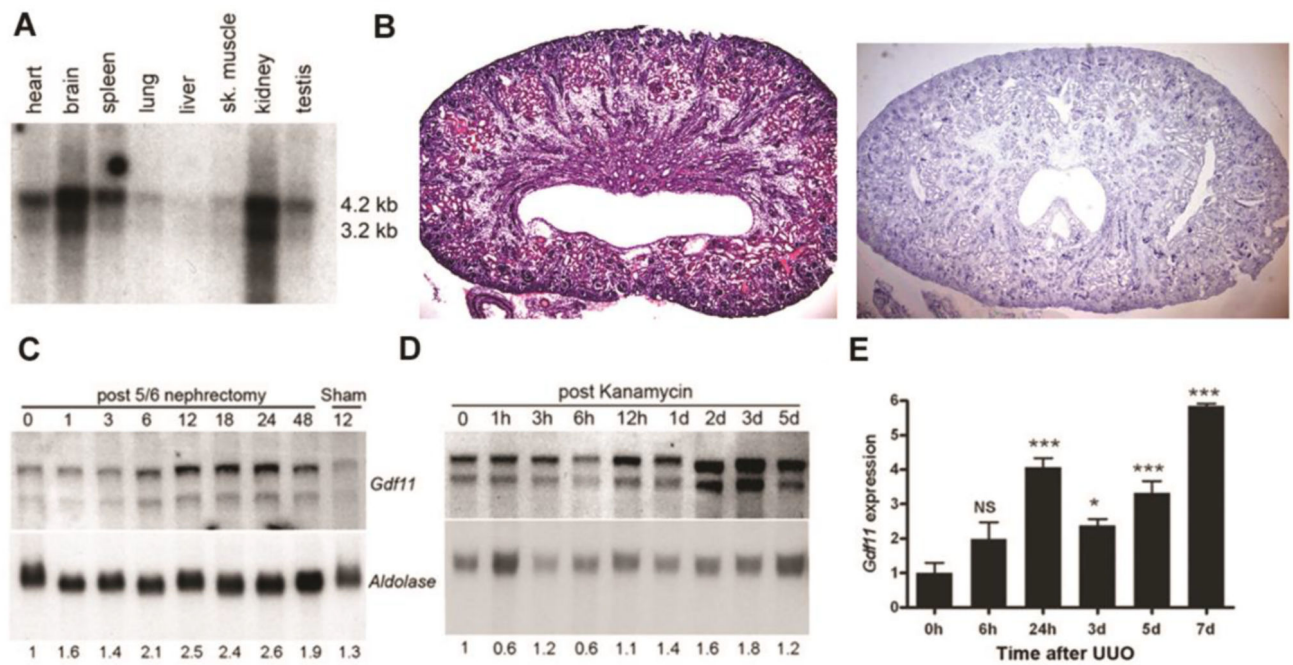 A
heart
brain
spleen
lung
liver
sk. muscle
kidney
testis
4.2 kb
3.2 kb
B
C
post 5/6 nephrectomy Sham
0 1 3 6 12 18 24 48 12
Gdf11
Aldolase
1 1.6 1.4 2.1 2.5 2.4 2.6 1.9 1.3
D
post Kanamycin
0 1h 3h 6h 12h 1d 2d 3d 5d
1 0.6 1.2 0.6 1.1 1.4 1.6 1.8 1.2
E
Gdf11 expression
6
5
4
3
2
1
0
NS
***
*
***
***
0h 6h 24h 3d 5d 7d
Time after UUO